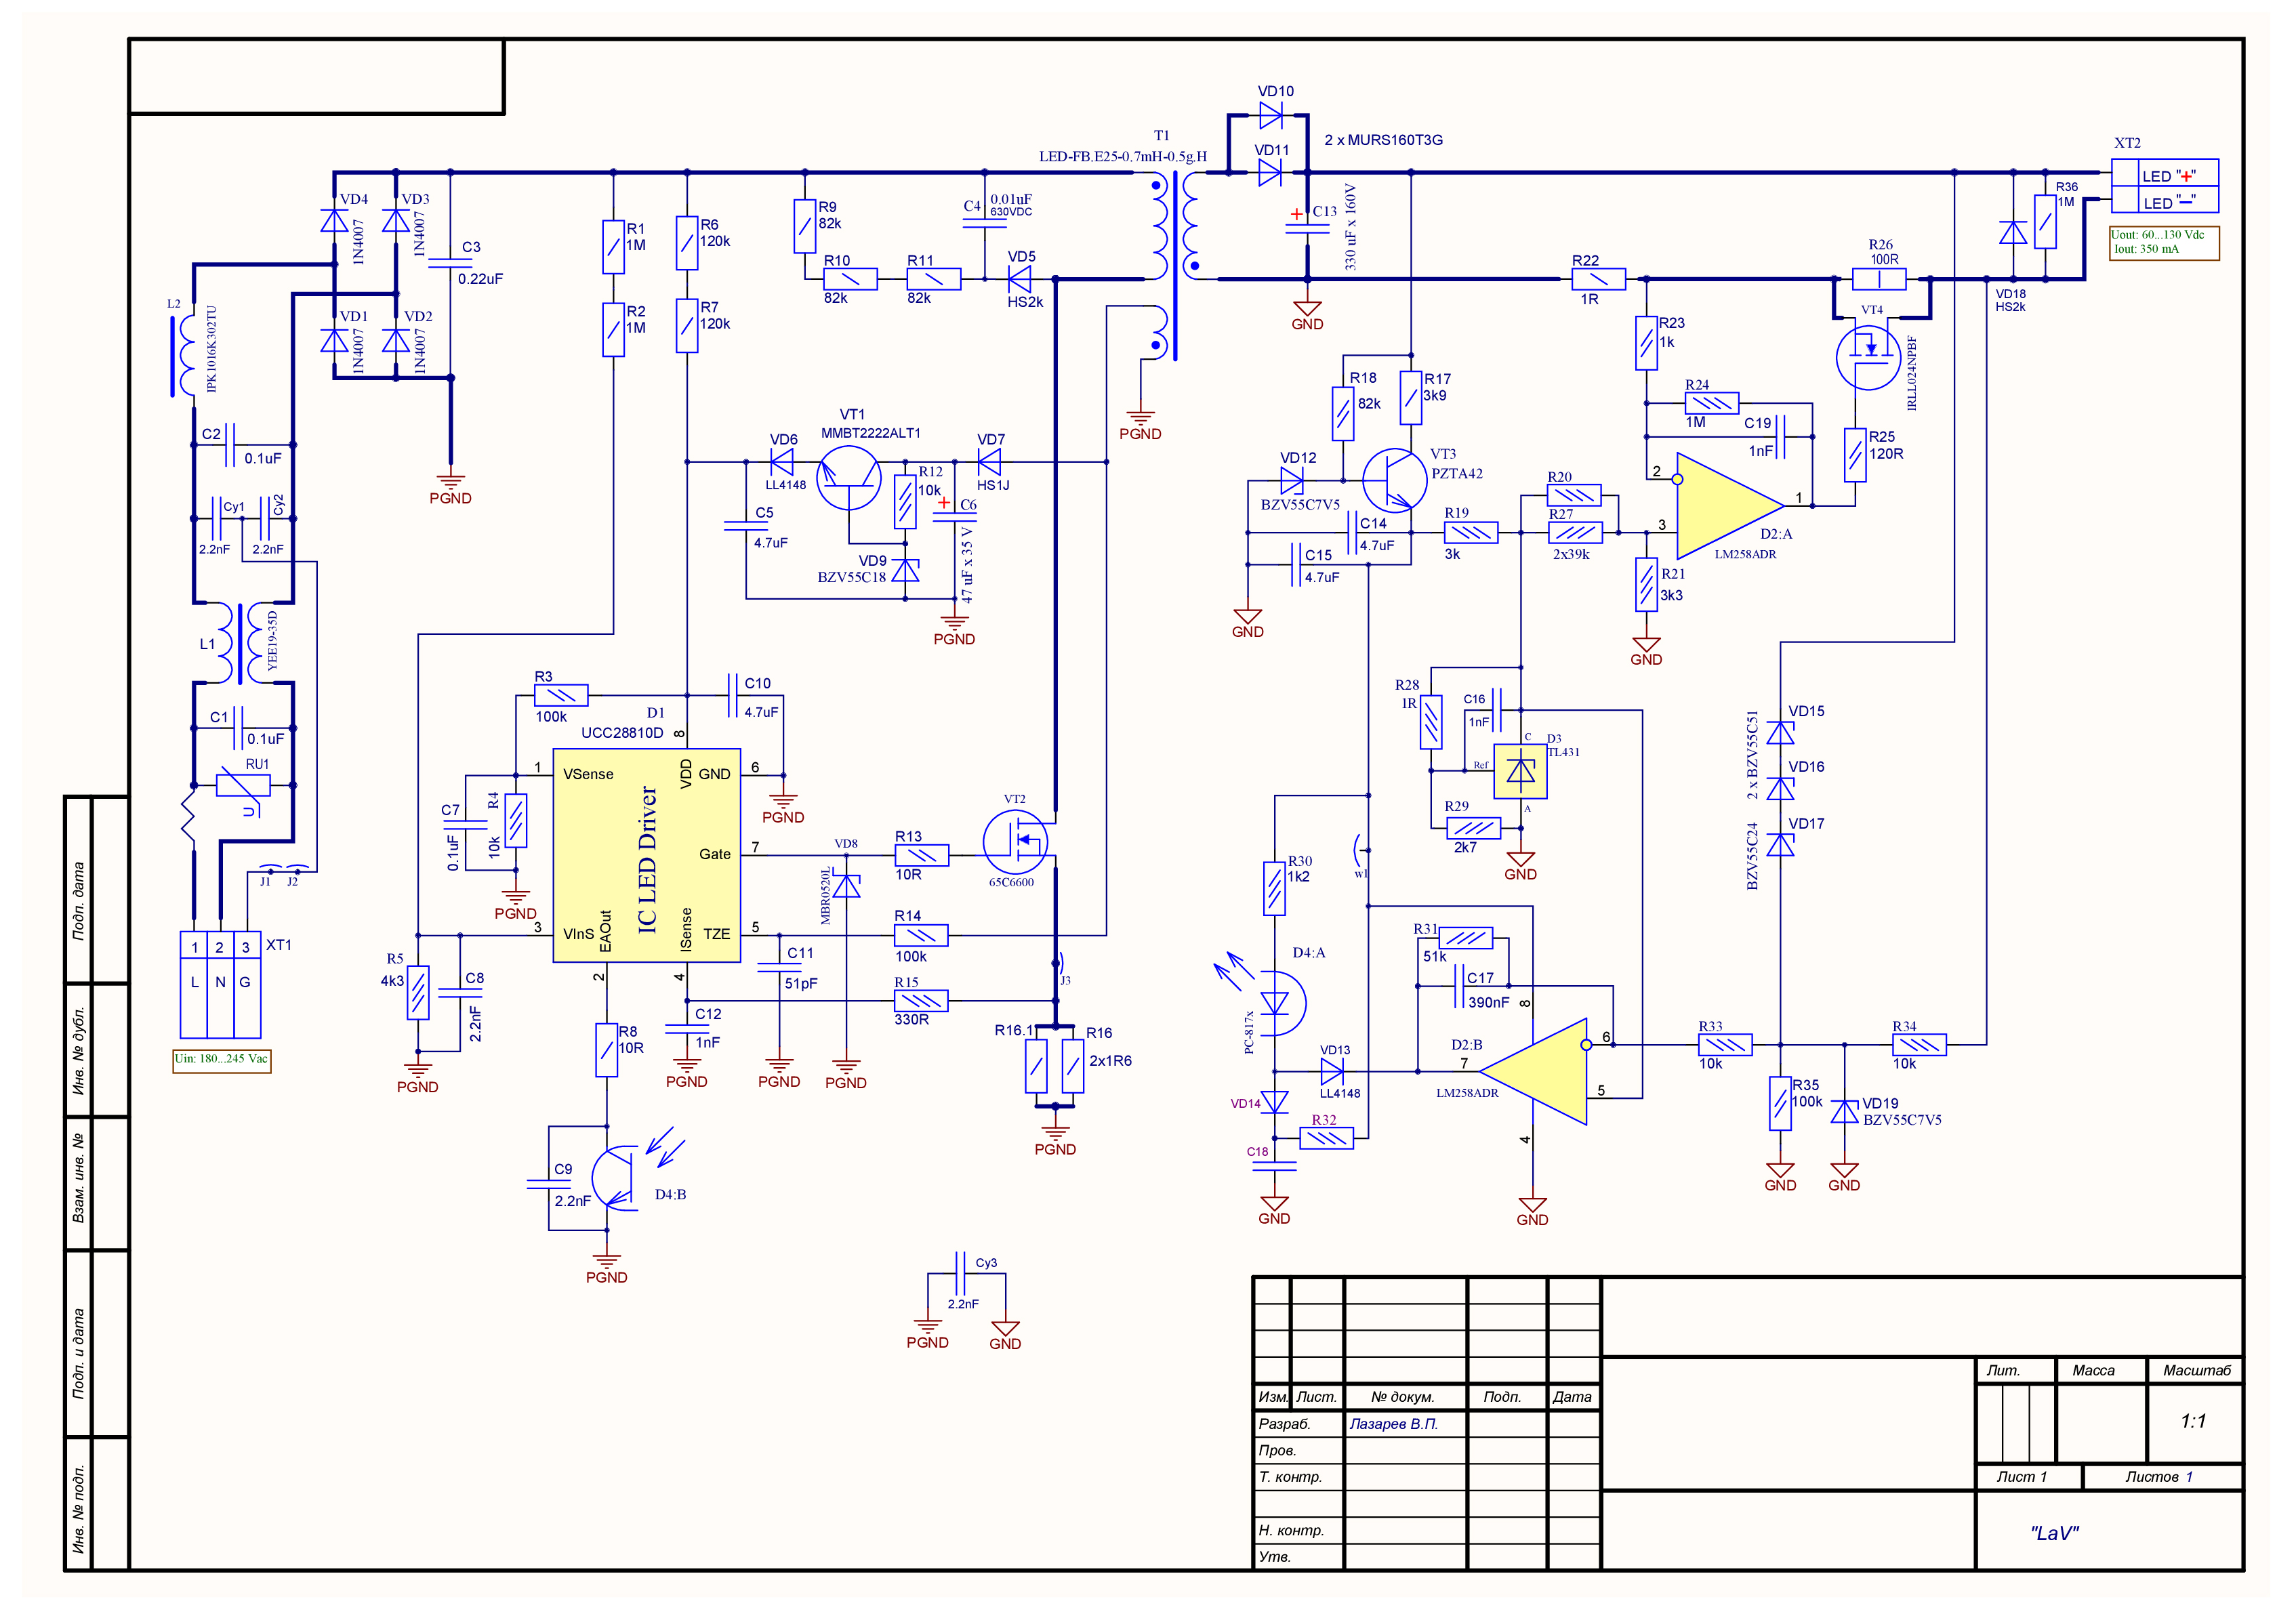 VD10
VD11
2 x MURS160T3G
T1
LED-FB.E25-0.7mH-0.5g.H
XT2
LED "+"
LED "−"
Uout: 60...130 Vdc
Iout: 350 mA
VD4
1N4007
VD3
1N4007
C3
0.22uF
R1
1M
R6
120k
R9
82k
C4
0.01uF
630VDC
R10
82k
R11
82k
VD5
HS2k
+
C13
330 uF x 160V
GND
R22
1R
R26
100R
R36
1M
VD18
HS2k
L2
IPK1016K302TU
VD1
1N4007
VD2
1N4007
R2
1M
R7
120k
PGND
R23
1k
VT4
IRLL024NPBF
R18
82k
R17
3k9
R24
1M
C19
1nF
R25
120R
C2
0.1uF
PGND
VT1
MMBT2222ALT1
VD6
LL4148
VD7
HS1J
R12
10k
+
C6
47 uF x 35 V
C5
4.7uF
VD9
BZV55C18
PGND
VD12
BZV55C7V5
VT3
PZTA42
C14
4.7uF
C15
4.7uF
GND
R19
3k
R20
R27
2x39k
2
3
1
D2:A
LM258ADR
R21
3k3
GND
Cy1
2.2nF
Cy2
2.2nF
L1
YEE19-35D
C1
0.1uF
RU1
U
J1
J2
XT1
1
2
3
L
N
G
Uin: 180...245 Vac
R3
100k
C10
4.7uF
D1
UCC28810D
8
1
VSense
VDD
GND
6
PGND
IC LED Driver
Gate
7
3
VInS
EAOut
ISense
TZE
5
2
4
C7
0.1uF
R4
10k
PGND
R5
4k3
C8
2.2nF
PGND
VD8
MBR0520L
R13
10R
VT2
65C6600
R14
100k
C11
51pF
R15
330R
J3
C12
1nF
PGND
PGND
PGND
R16.1
R16
2x1R6
PGND
R8
10R
C9
2.2nF
D4:B
PGND
Cy3
2.2nF
PGND
GND
R28
1R
C16
1nF
C
D3
TL431
Ref
A
R29
2k7
GND
w1
R30
1k2
D4:A
PC-817x
R31
51k
C17
390nF
8
D2:B
LM258ADR
7
6
5
4
GND
VD13
LL4148
VD14
R32
C18
GND
VD15
2 x BZV55C51
VD16
VD17
BZV55C24
R33
10k
R34
10k
R35
100k
VD19
BZV55C7V5
GND
GND
Подп. дата
Инв. № дубл.
Взам. инв. №
Подп. и дата
Инв. № подп.
Изм.
Лист.
№ докум.
Подп.
Дата
Разраб.
Лазарев В.П.
Пров.
Т. контр.
Н. контр.
Утв.
Лит.
Масса
Масштаб
1:1
Лист 1
Листов 1
"LaV"